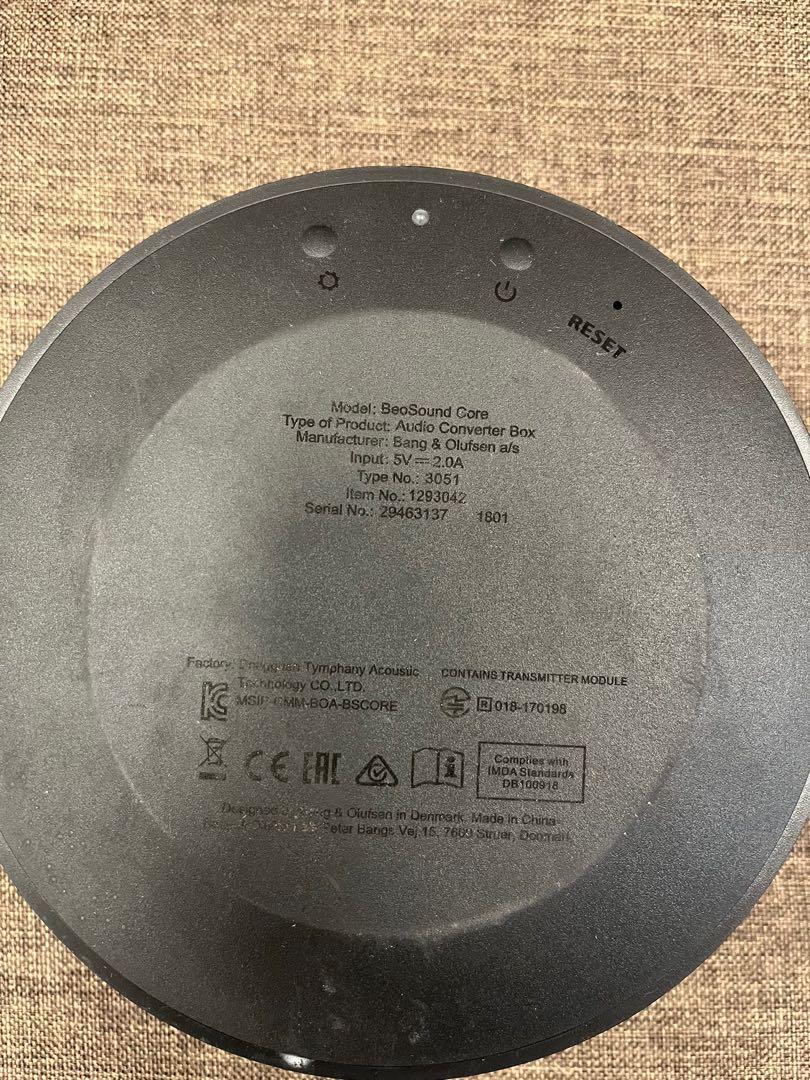 RESET
Model: BeoSound Core
Type of Product: Audio Converter Box
Manufacturer: Bang & Olufsen a/s
Input: 5V ⎓ 2.0A
Type No.: 3051
Item No.: 1293042
Serial No.: 29463137 1801
Factory: Tymphany Acoustic
Technology CO.,LTD.
MSIP-CMM-BOA-BSCORE
CONTAINS TRANSMITTER MODULE
R 018-170198
CE EAC
Complies with
IMDA Standards
DB100918
& Olufsen in Denmark. Made in China
Peter Bangs Vej 15, 7600 Struer, Denmark